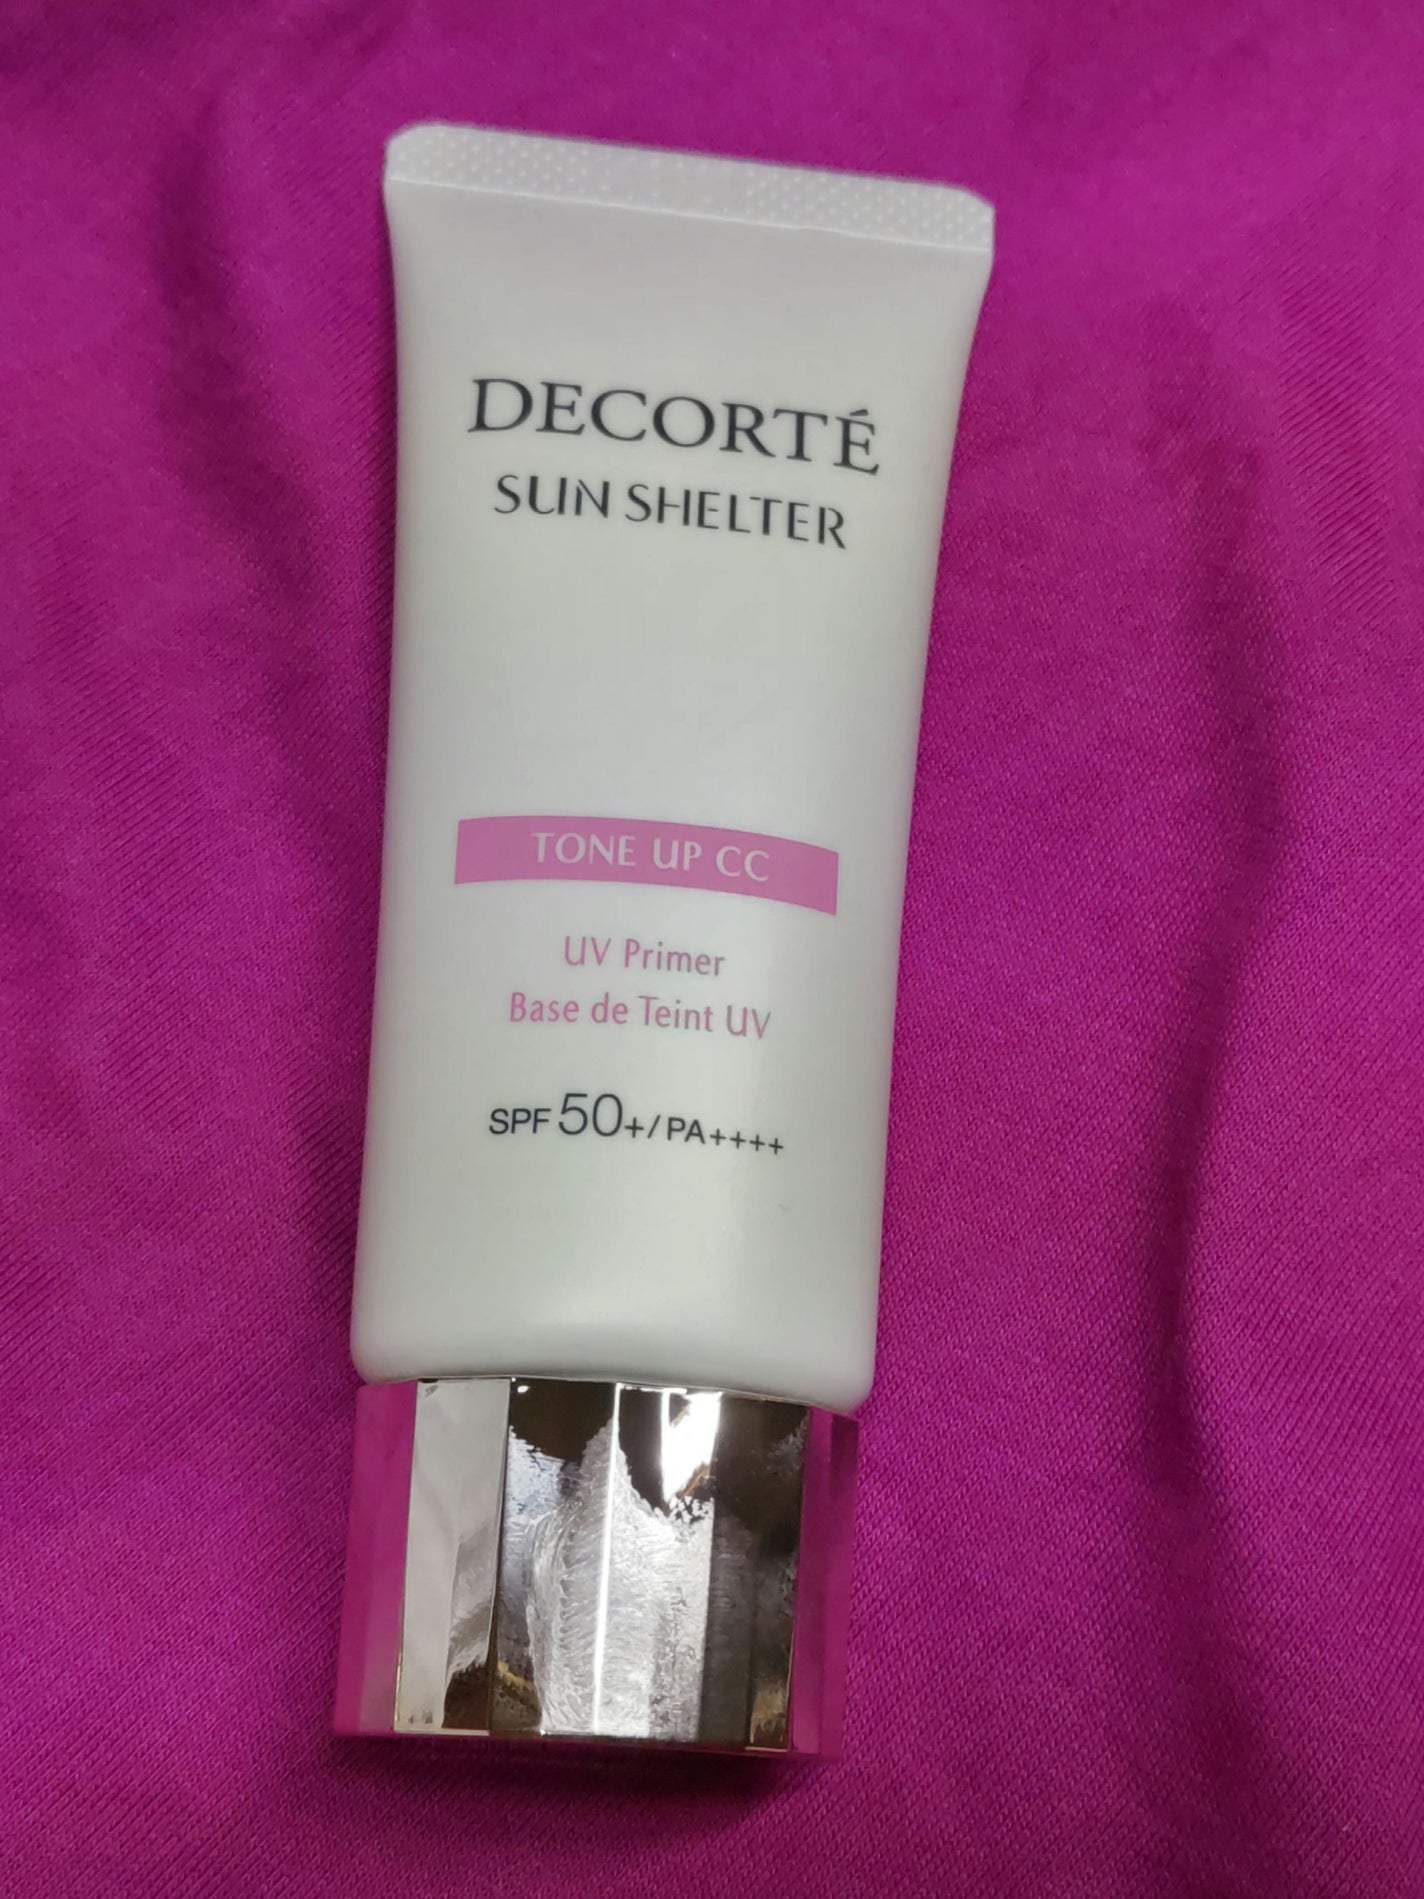 DECORTÉ
SUN SHELTER
TONE UP CC
UV Primer
Base de Teint UV
SPF 50+/PA++++